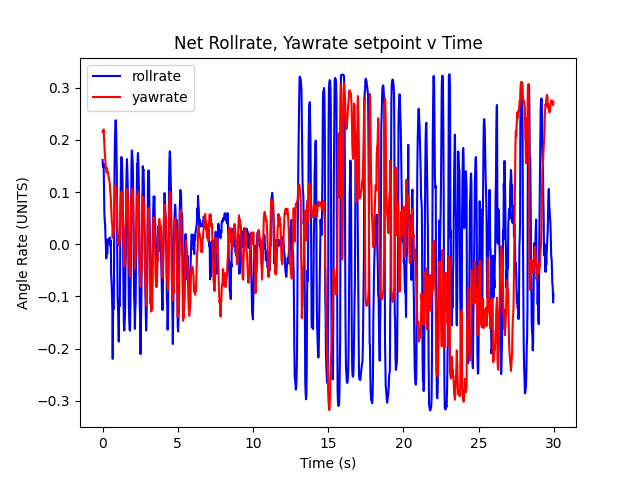 Net Rollrate, Yawrate setpoint v Time
rollrate
yawrate
Angle Rate (UNITS)
0.3
0.2
0.1
0.0
−0.1
−0.2
−0.3
0 5 10 15 20 25 30
Time (s)